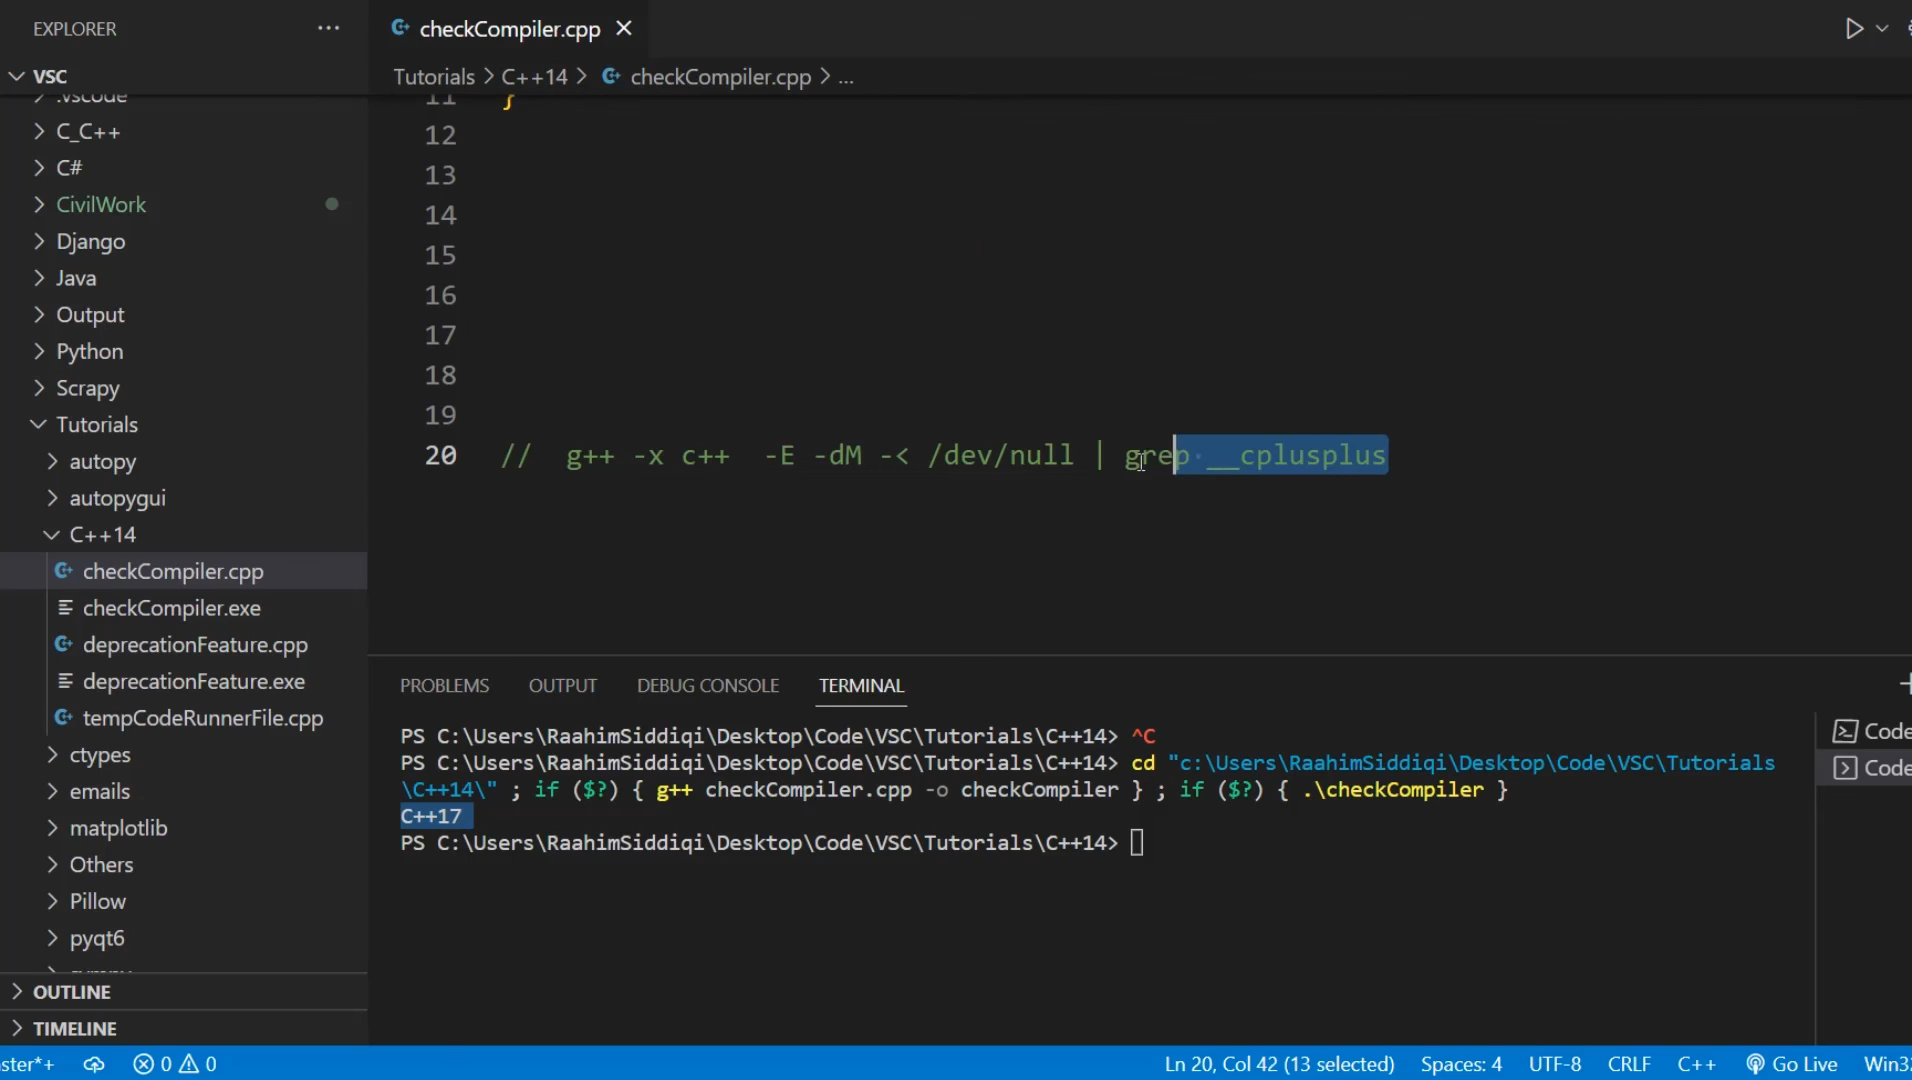 EXPLORER
checkCompiler.cpp
VSC
Tutorials > C++14 > checkCompiler.cpp > ...
.vscode
C_C++
C#
CivilWork
Django
Java
Output
Python
Scrapy
Tutorials
autopy
autopygui
C++14
checkCompiler.cpp
checkCompiler.exe
deprecationFeature.cpp
deprecationFeature.exe
tempCodeRunnerFile.cpp
ctypes
emails
matplotlib
Others
Pillow
pyqt6
OUTLINE
TIMELINE
11 }
12
13
14
15
16
17
18
19
20 //  g++ -x c++  -E -dM -< /dev/null | grep __cplusplus
PROBLEMS OUTPUT DEBUG CONSOLE TERMINAL
PS C:\Users\RaahimSiddiqi\Desktop\Code\VSC\Tutorials\C++14> ^C
PS C:\Users\RaahimSiddiqi\Desktop\Code\VSC\Tutorials\C++14> cd "c:\Users\RaahimSiddiqi\Desktop\Code\VSC\Tutorials
\C++14\" ; if ($?) { g++ checkCompiler.cpp -o checkCompiler } ; if ($?) { .\checkCompiler }
C++17
PS C:\Users\RaahimSiddiqi\Desktop\Code\VSC\Tutorials\C++14>
Code
Code
ster*+ 0 0 Ln 20, Col 42 (13 selected) Spaces: 4 UTF-8 CRLF C++ Go Live Win32